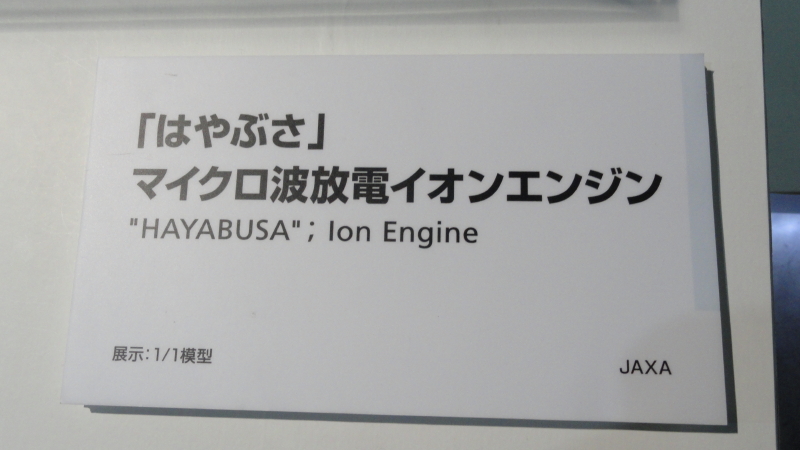 「はやぶさ」
マイクロ波放電イオンエンジン
"HAYABUSA"; Ion Engine
展示:1/1模型
JAXA